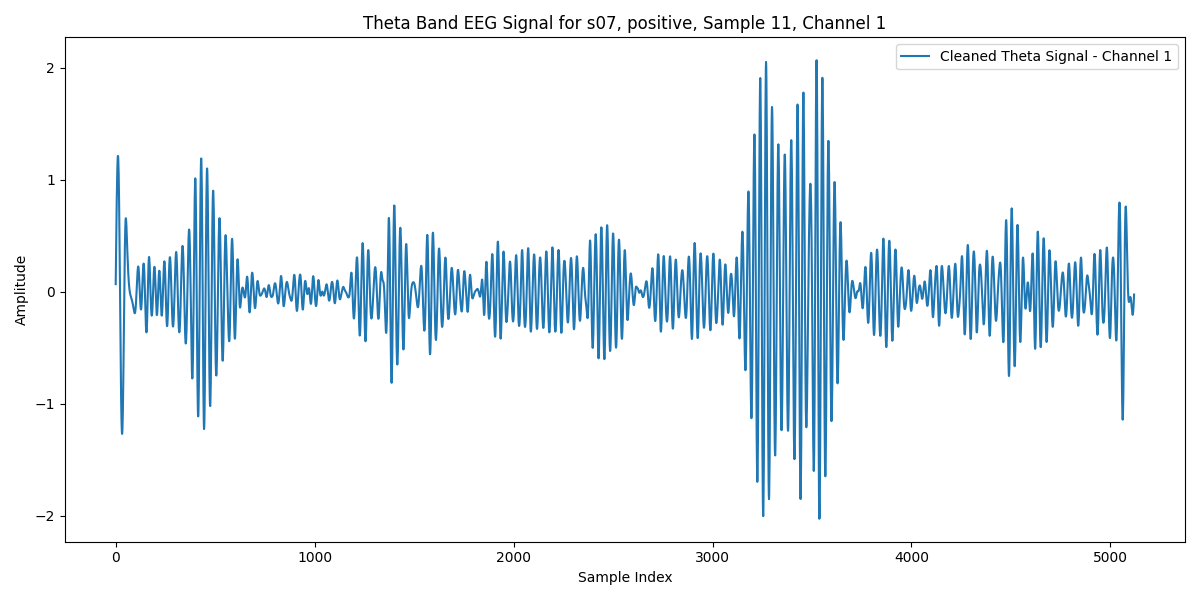 Theta Band EEG Signal for s07, positive, Sample 11, Channel 1
Cleaned Theta Signal - Channel 1
Amplitude
2
1
0
−1
−2
0 1000 2000 3000 4000 5000
Sample Index